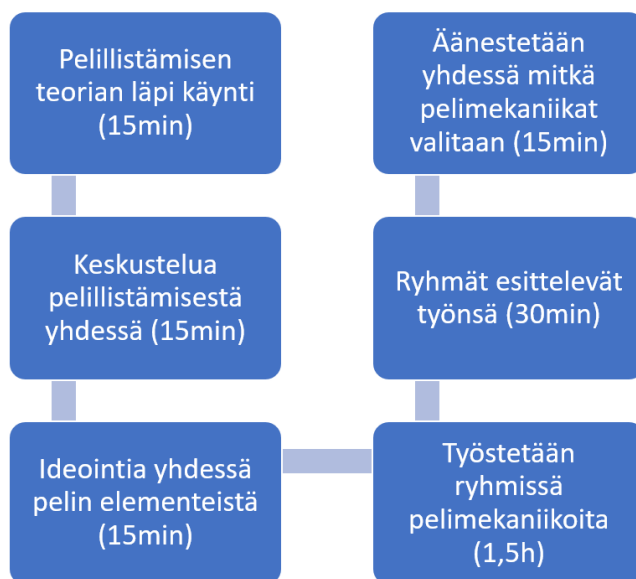 Pelillistämisen
teorian läpi käynti
(15min)
Keskustelua
pelillistämisestä
yhdessä (15min)
Ideointia yhdessä
pelin elementeistä
(15min)
Työstetään
ryhmissä
pelimekaniikoita
(1,5h)
Ryhmät esittelevät
työnsä (30min)
Äänestetään
yhdessä mitkä
pelimekaniikat
valitaan (15min)